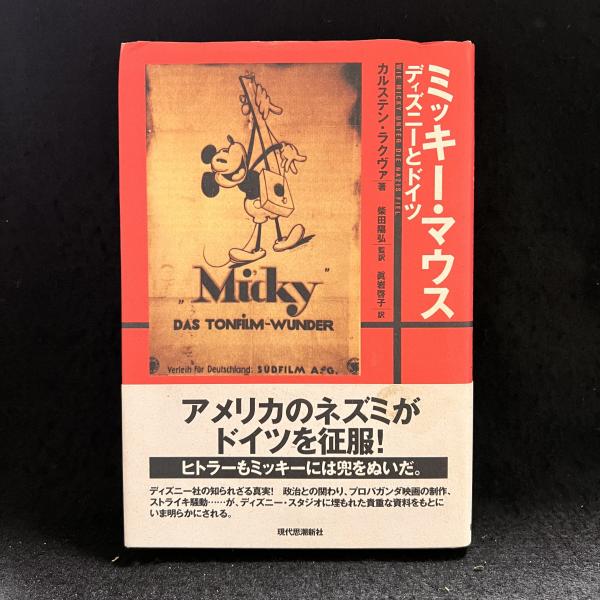 ミッキー・マウス
ディズニーとドイツ
WIE MICKY UNTER DIE NAZIS FIEL
カルステン・ラクヴァ 著
柴田陽弘 監訳 眞岩啓子 訳
„Micky"
DAS TONFILM-WUNDER
Verleih für Deutschland: SÜDFILM A.G.
アメリカのネズミが
ドイツを征服!
ヒトラーもミッキーには兜をぬいだ。
ディズニー社の知られざる真実! 政治との関わり、プロパガンダ映画の制作、
ストライキ騒動……が、ディズニー・スタジオに埋もれた貴重な資料をもとに
いま明らかにされる。
現代思潮新社